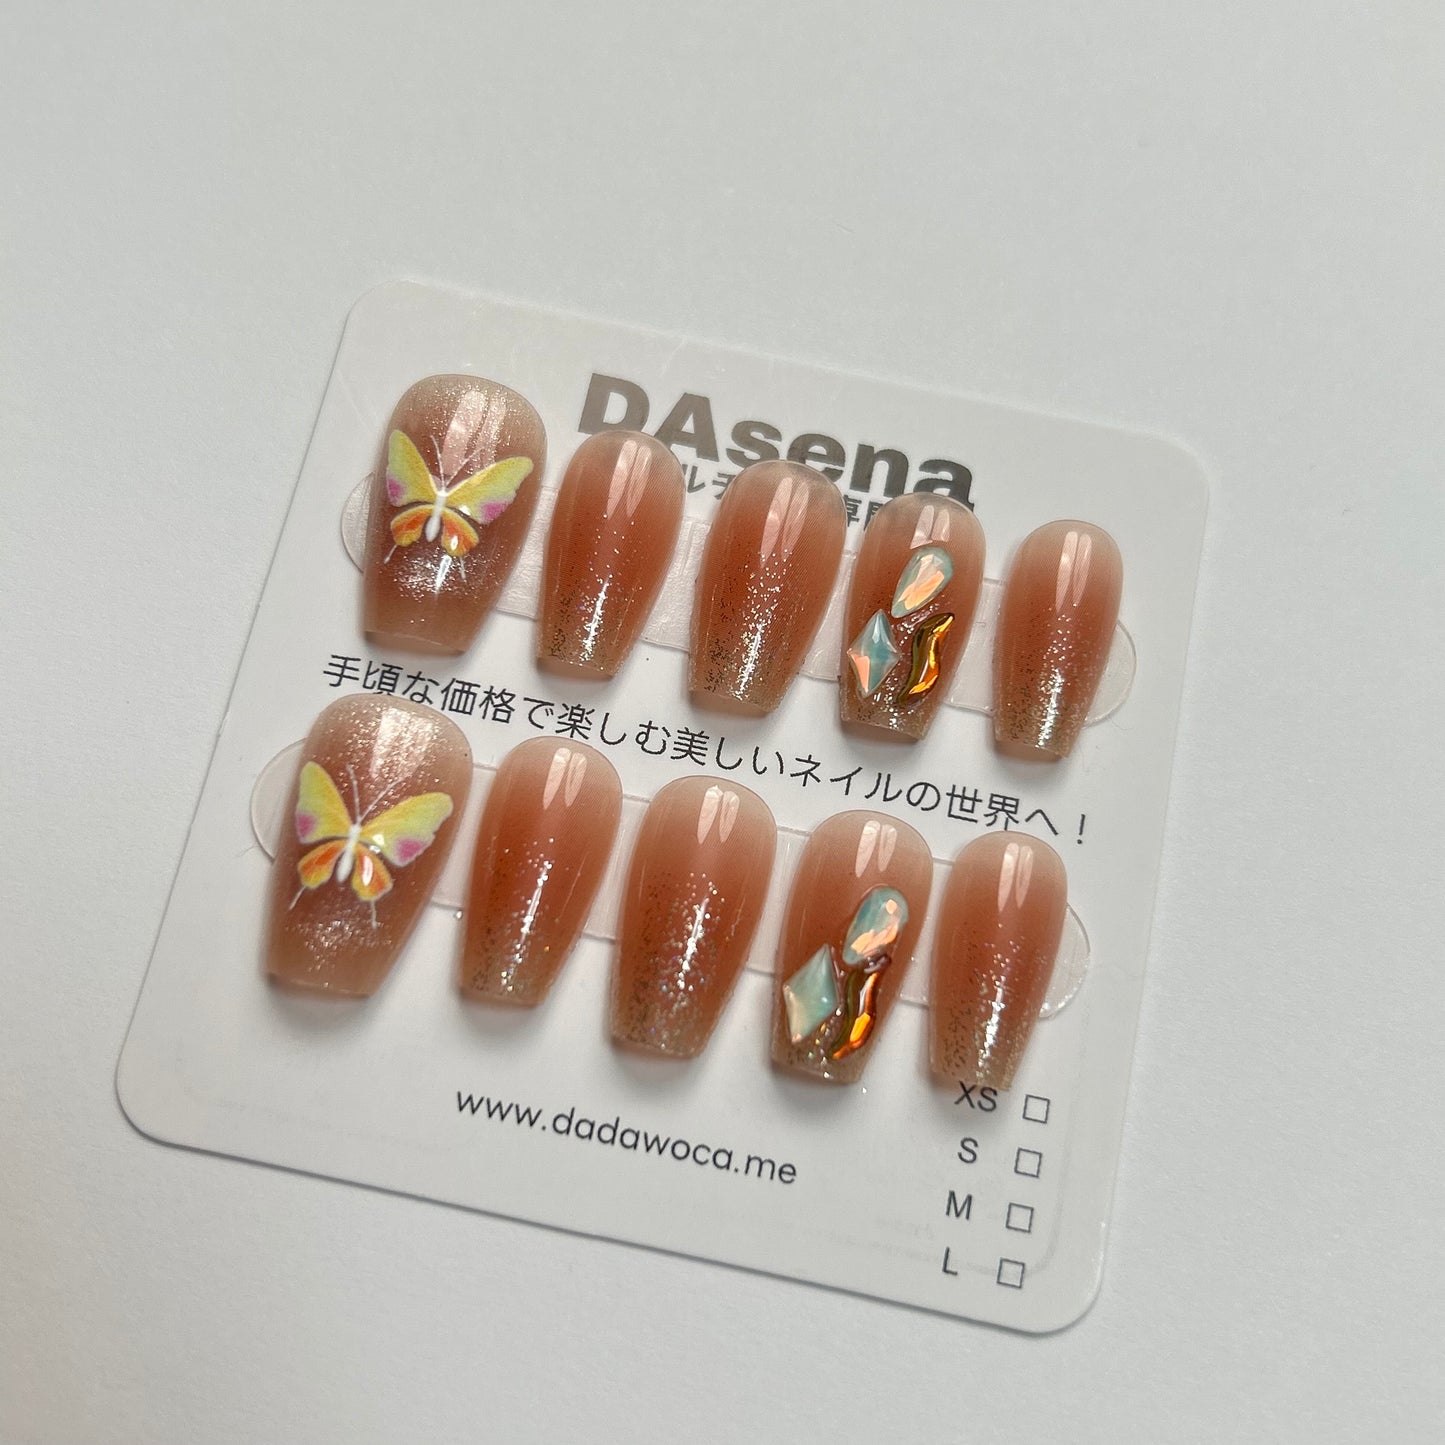 DAsena
手頃な価格で楽しむ美しいネイルの世界へ！
www.dadawoca.me
XS □
S □
M □
L □